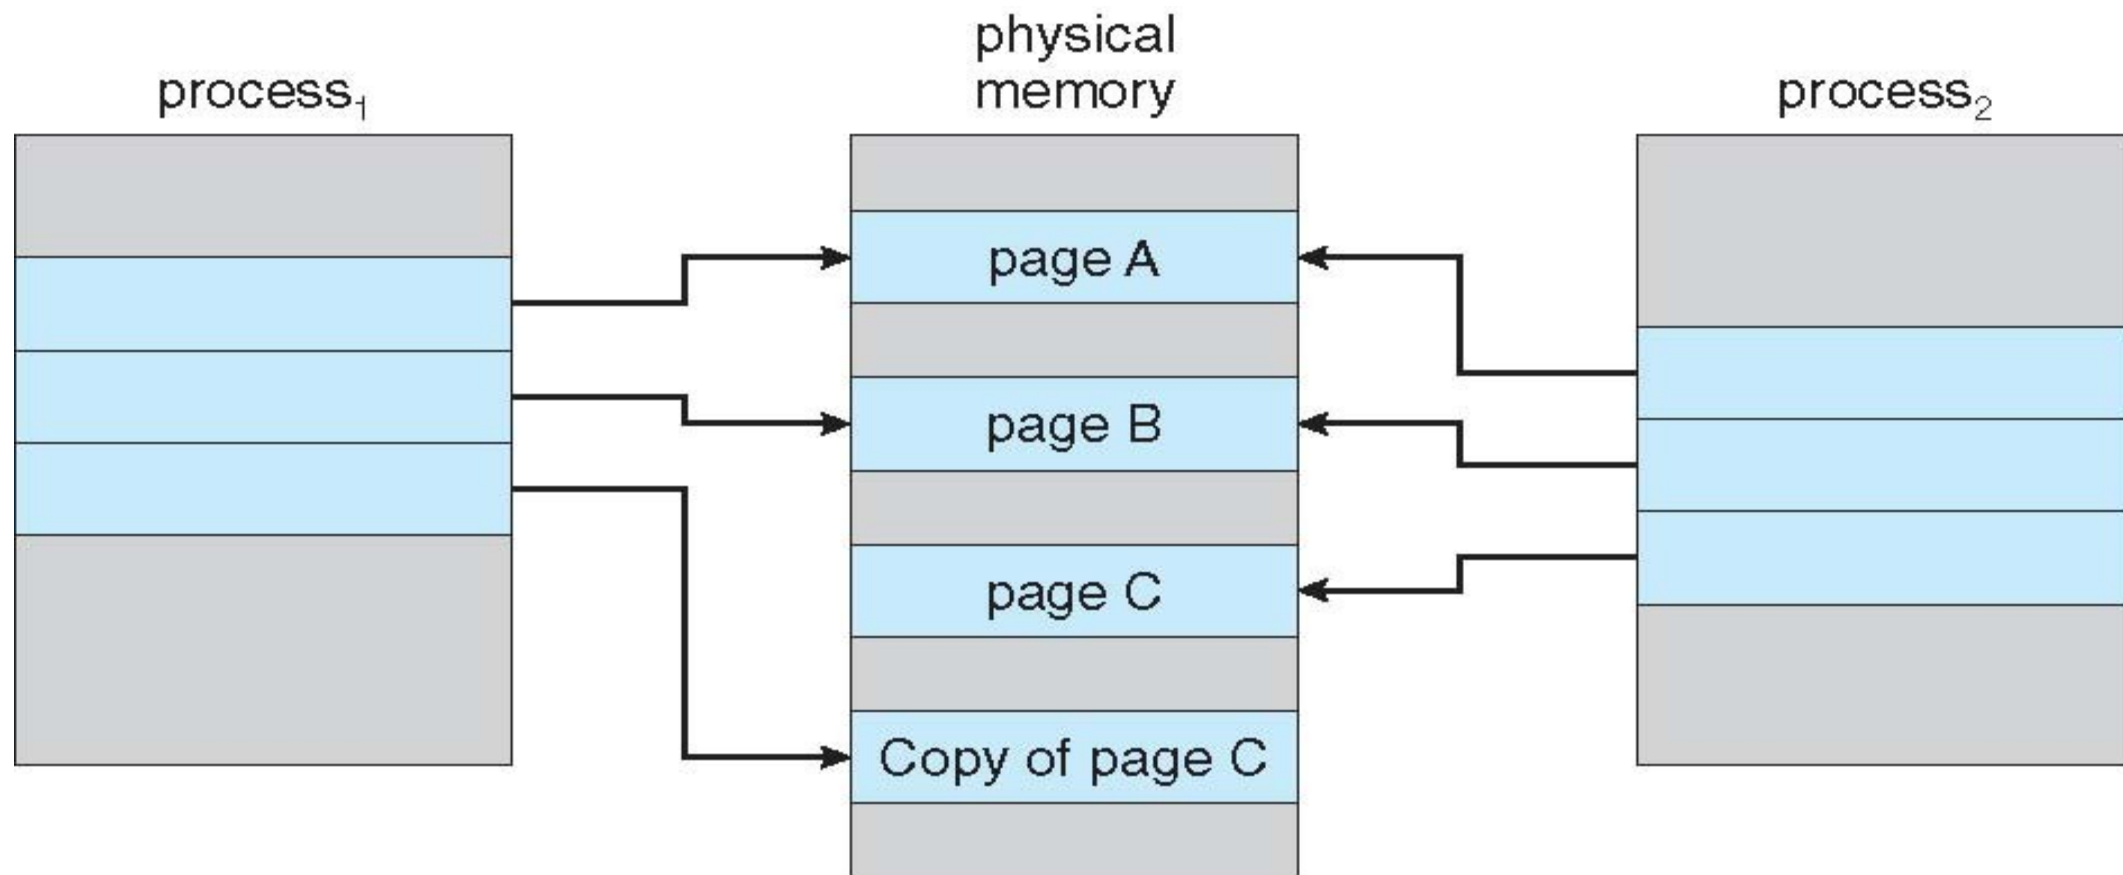 process₁
physical
memory
process₂
page A
page B
page C
Copy of page C